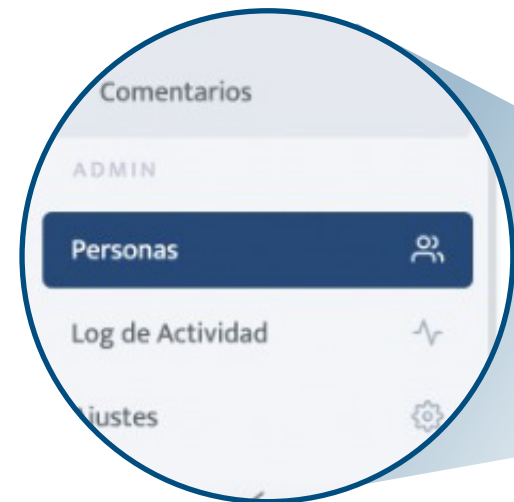 Comentarios
ADMIN
Personas
Log de Actividad
Ajustes